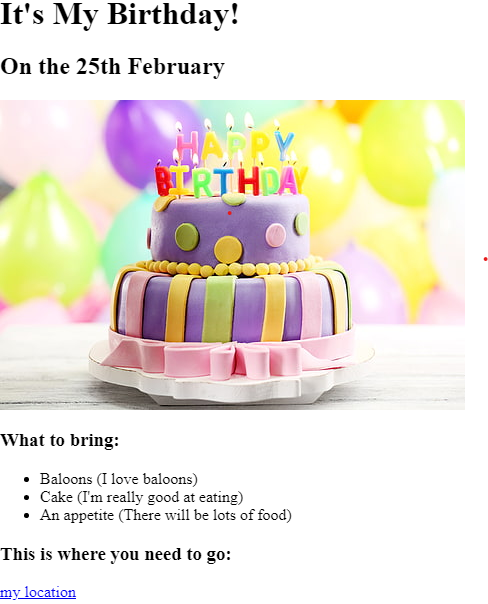 It's My Birthday!
On the 25th February
HAPPY
BIRTHDAY
What to bring:
Baloons (I love baloons)
Cake (I'm really good at eating)
An appetite (There will be lots of food)
This is where you need to go:
my location